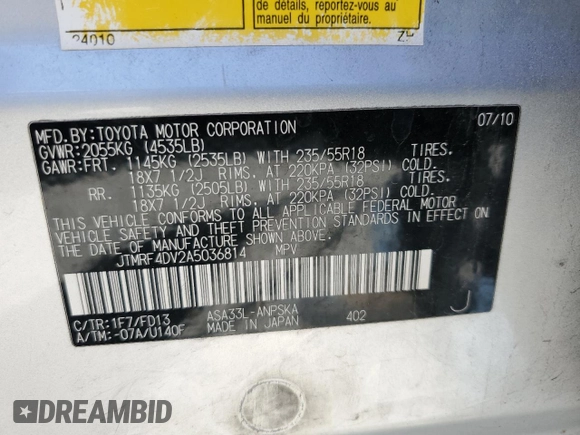 de détails, reportez-vous au
manuel du propriétaire.
24010
MFD.BY:TOYOTA MOTOR CORPORATION 07/10
GVWR:2055KG (4535LB)
GAWR:FRT. 1145KG (2535LB) WITH 235/55R18 TIRES.
18X7 1/2J RIMS. AT 220KPA (32PSI) COLD.
RR. 1135KG (2505LB) WITH 235/55R18 TIRES.
18X7 1/2J RIMS. AT 220KPA (32PSI) COLD.
THIS VEHICLE CONFORMS TO ALL APPLICABLE FEDERAL MOTOR
VEHICLE SAFETY AND THEFT PREVENTION STANDARDS IN EFFECT ON
THE DATE OF MANUFACTURE SHOWN ABOVE.
JTMRF4DV2A5036814 MPV
C/TR:1F7/FD13 ASA33L-ANPSKA 402 J
A/TM:-07A/U140F MADE IN JAPAN
DREAMBID